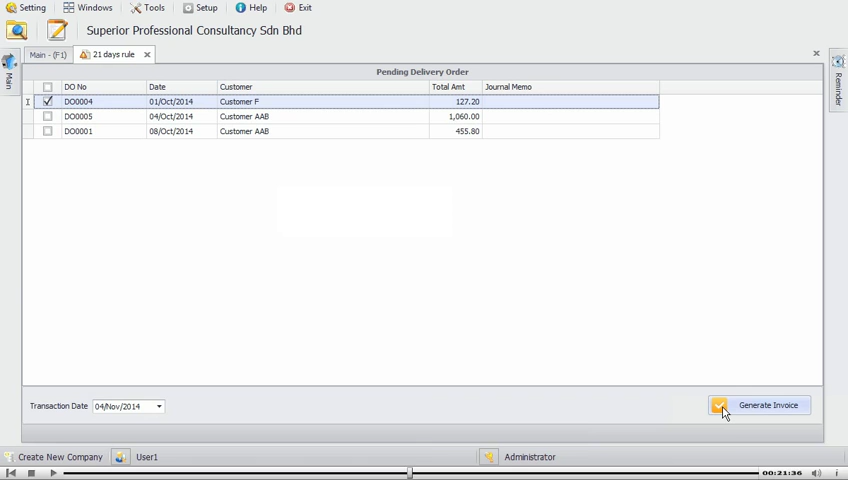 Setting Windows Tools Setup Help Exit
Superior Professional Consultancy Sdn Bhd
Main - (F1) 21 days rule
Main
Reminder
Pending Delivery Order
DO No Date Customer Total Amt Journal Memo
DO0004 01/Oct/2014 Customer F 127.20
DO0005 04/Oct/2014 Customer AAB 1,060.00
DO0001 08/Oct/2014 Customer AAB 455.80
Transaction Date 04/Nov/2014 Generate Invoice
Create New Company User1 Administrator
00:21:36